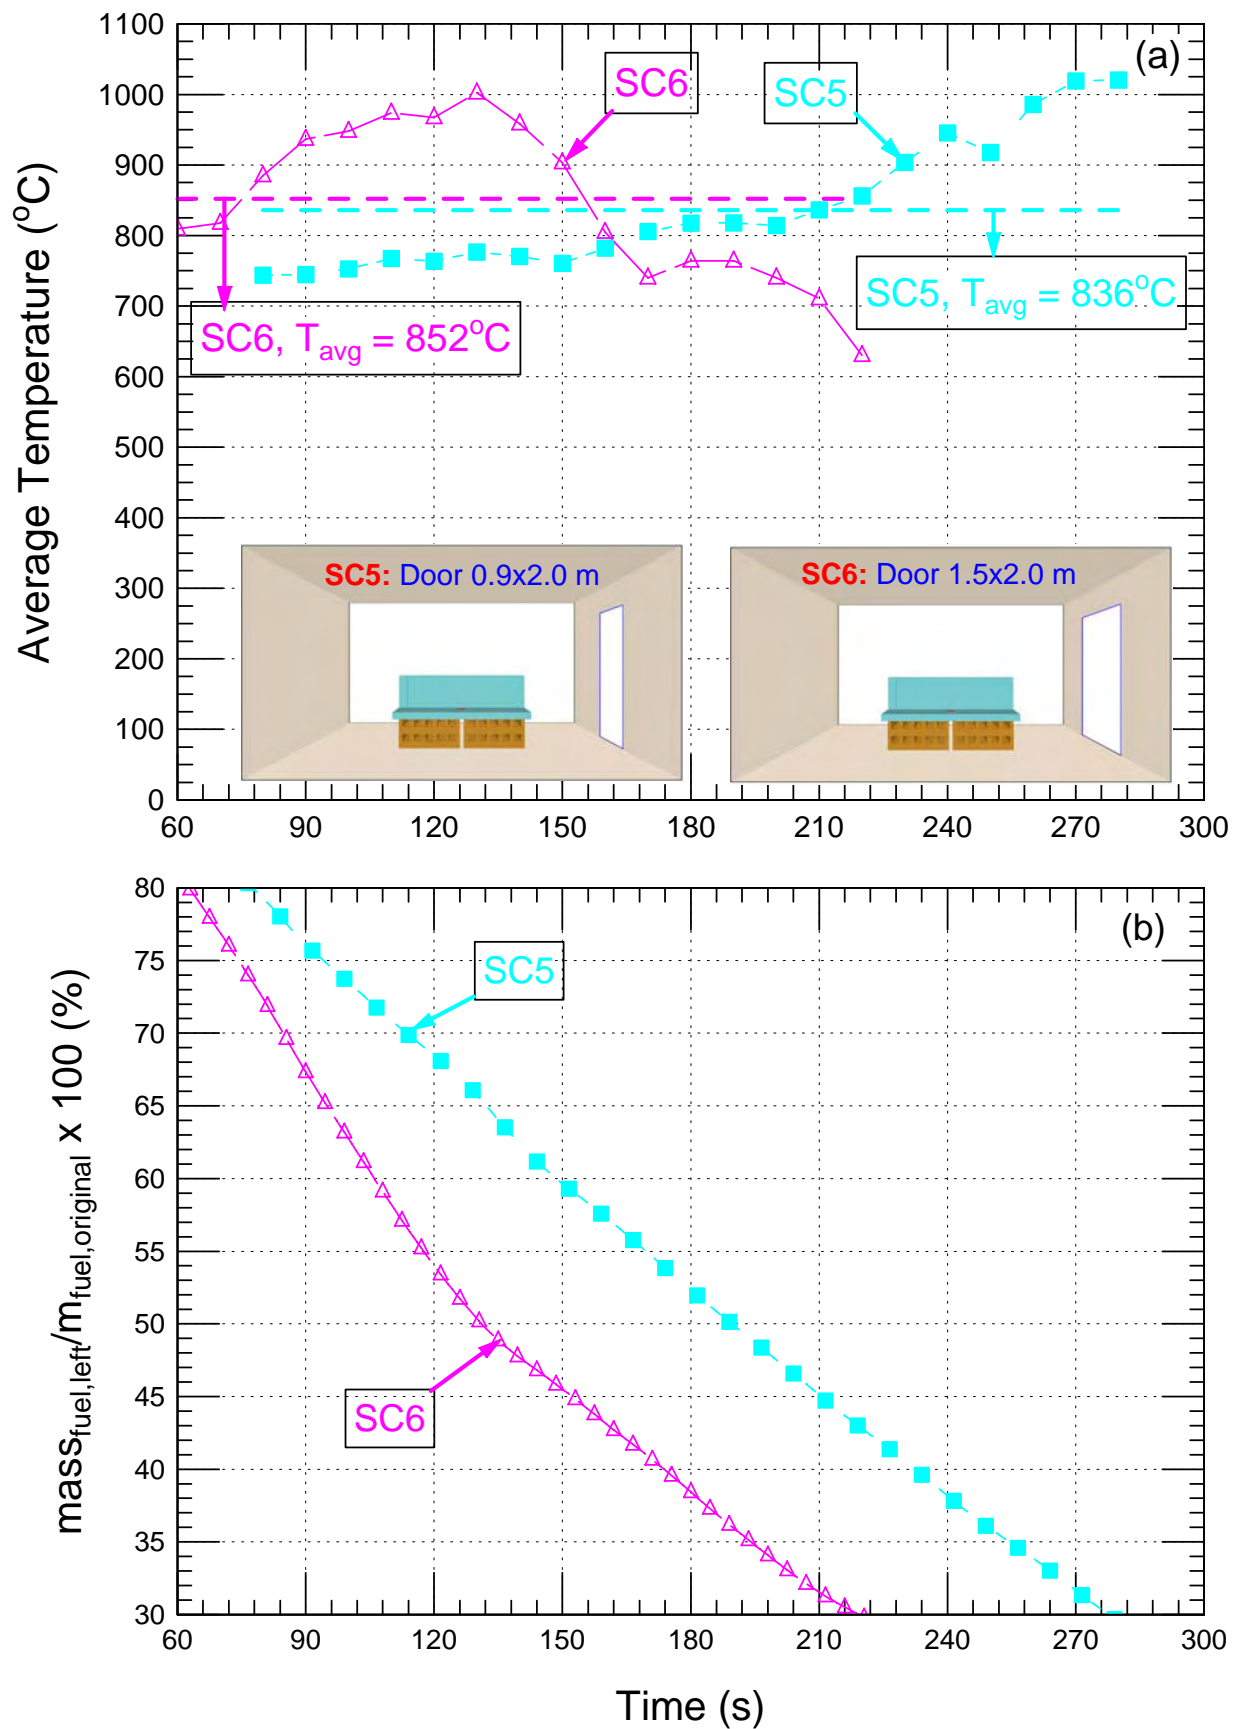 (a)
1100
1000
900
800
700
600
500
400
300
200
100
0
Average Temperature (°C)
SC6
SC5
SC6, Tavg = 852°C
SC5, Tavg = 836°C
SC5: Door 0.9x2.0 m
SC6: Door 1.5x2.0 m
60 90 120 150 180 210 240 270 300
(b)
80
75
70
65
60
55
50
45
40
35
30
massfuel,left/mfuel,original x 100 (%)
SC5
SC6
60 90 120 150 180 210 240 270 300
Time (s)